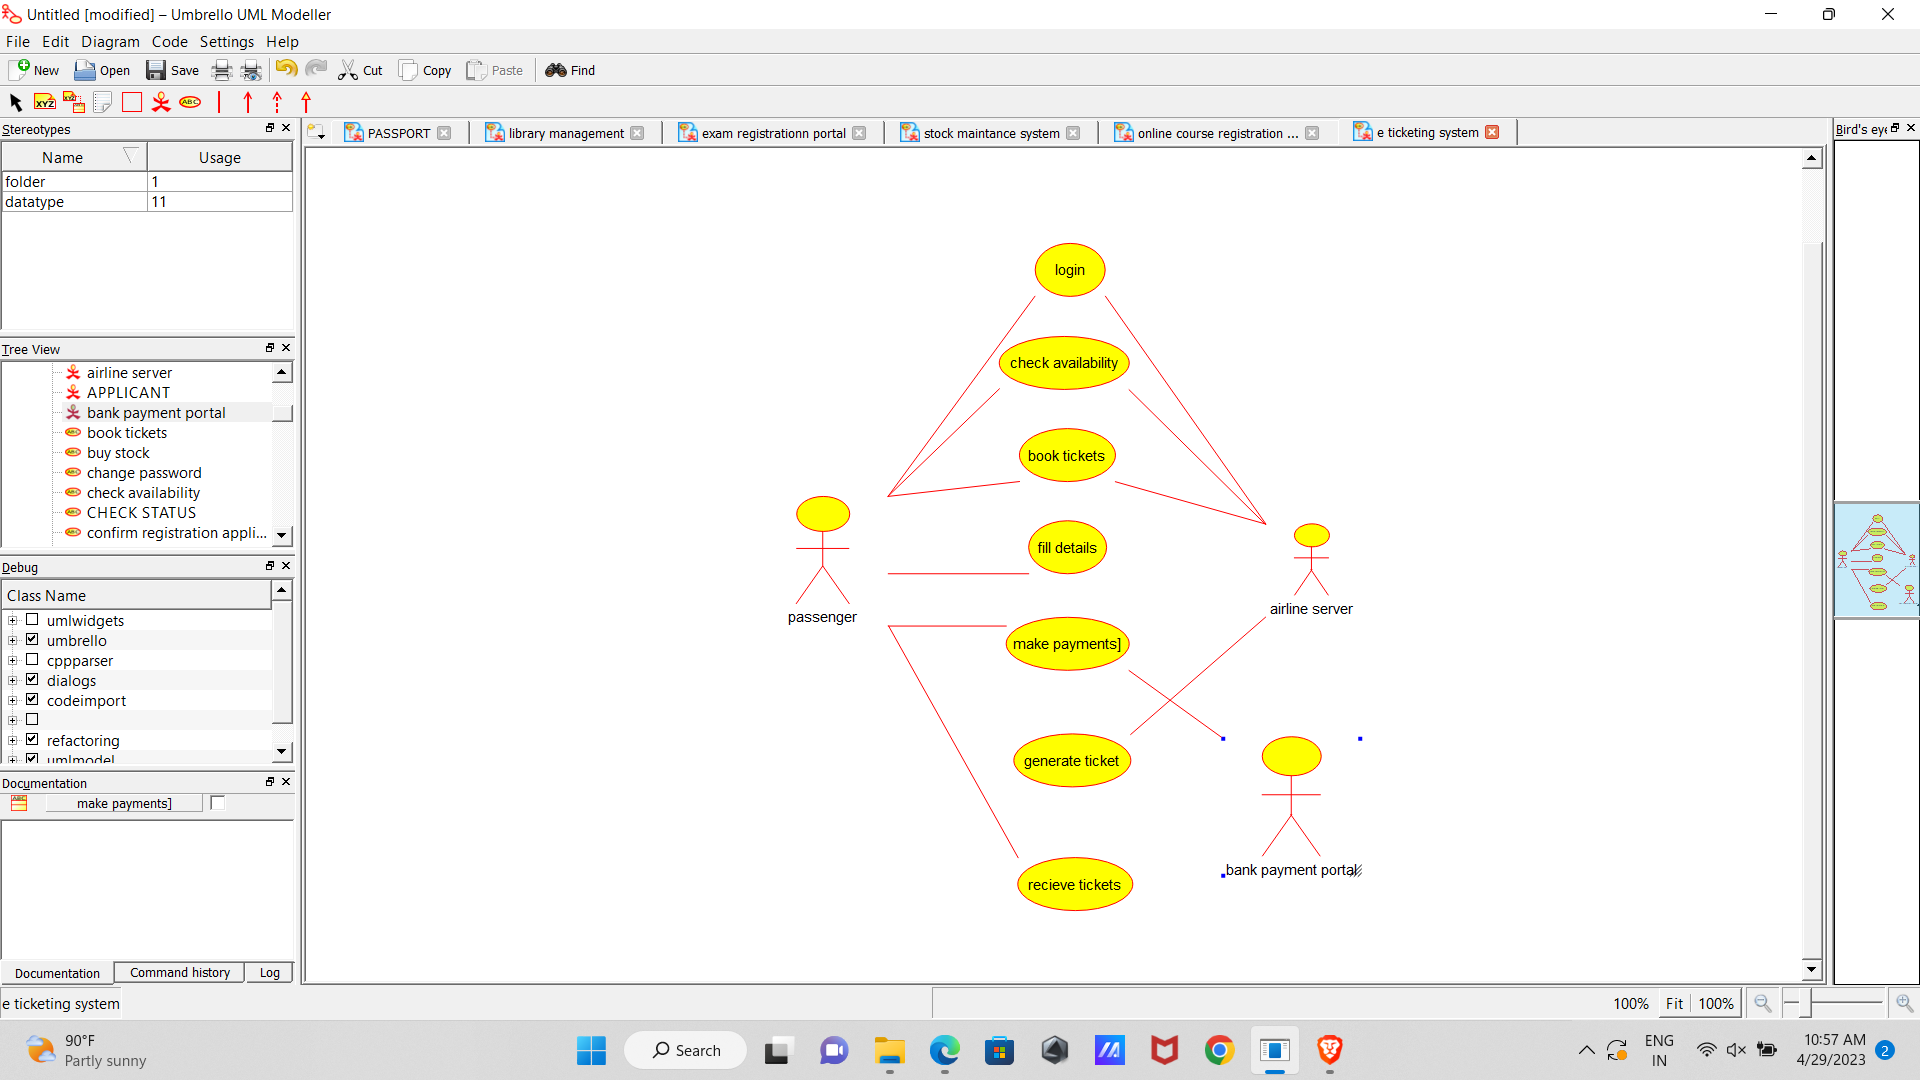 Untitled [modified] – Umbrello UML Modeller
File Edit Diagram Code Settings Help
New Open Save Cut Copy Paste Find
XYZ XYZ ABC
Stereotypes
Name Usage
folder 1
datatype 11
Tree View
airline server
APPLICANT
bank payment portal
book tickets
buy stock
change password
check availability
CHECK STATUS
confirm registration appli...
Debug
Class Name
umlwidgets
umbrello
cppparser
dialogs
codeimport
refactoring
umlmodel
Documentation
make payments]
Documentation Command history Log
PASSPORT library management exam registrationn portal stock maintance system online course registration ... e ticketing system
login
check availability
book tickets
fill details
passenger
airline server
make payments]
generate ticket
bank payment portal
recieve tickets
Bird's eye
e ticketing system
100% Fit 100%
90°F
Partly sunny
Search
ENG
IN
10:57 AM
4/29/2023
2